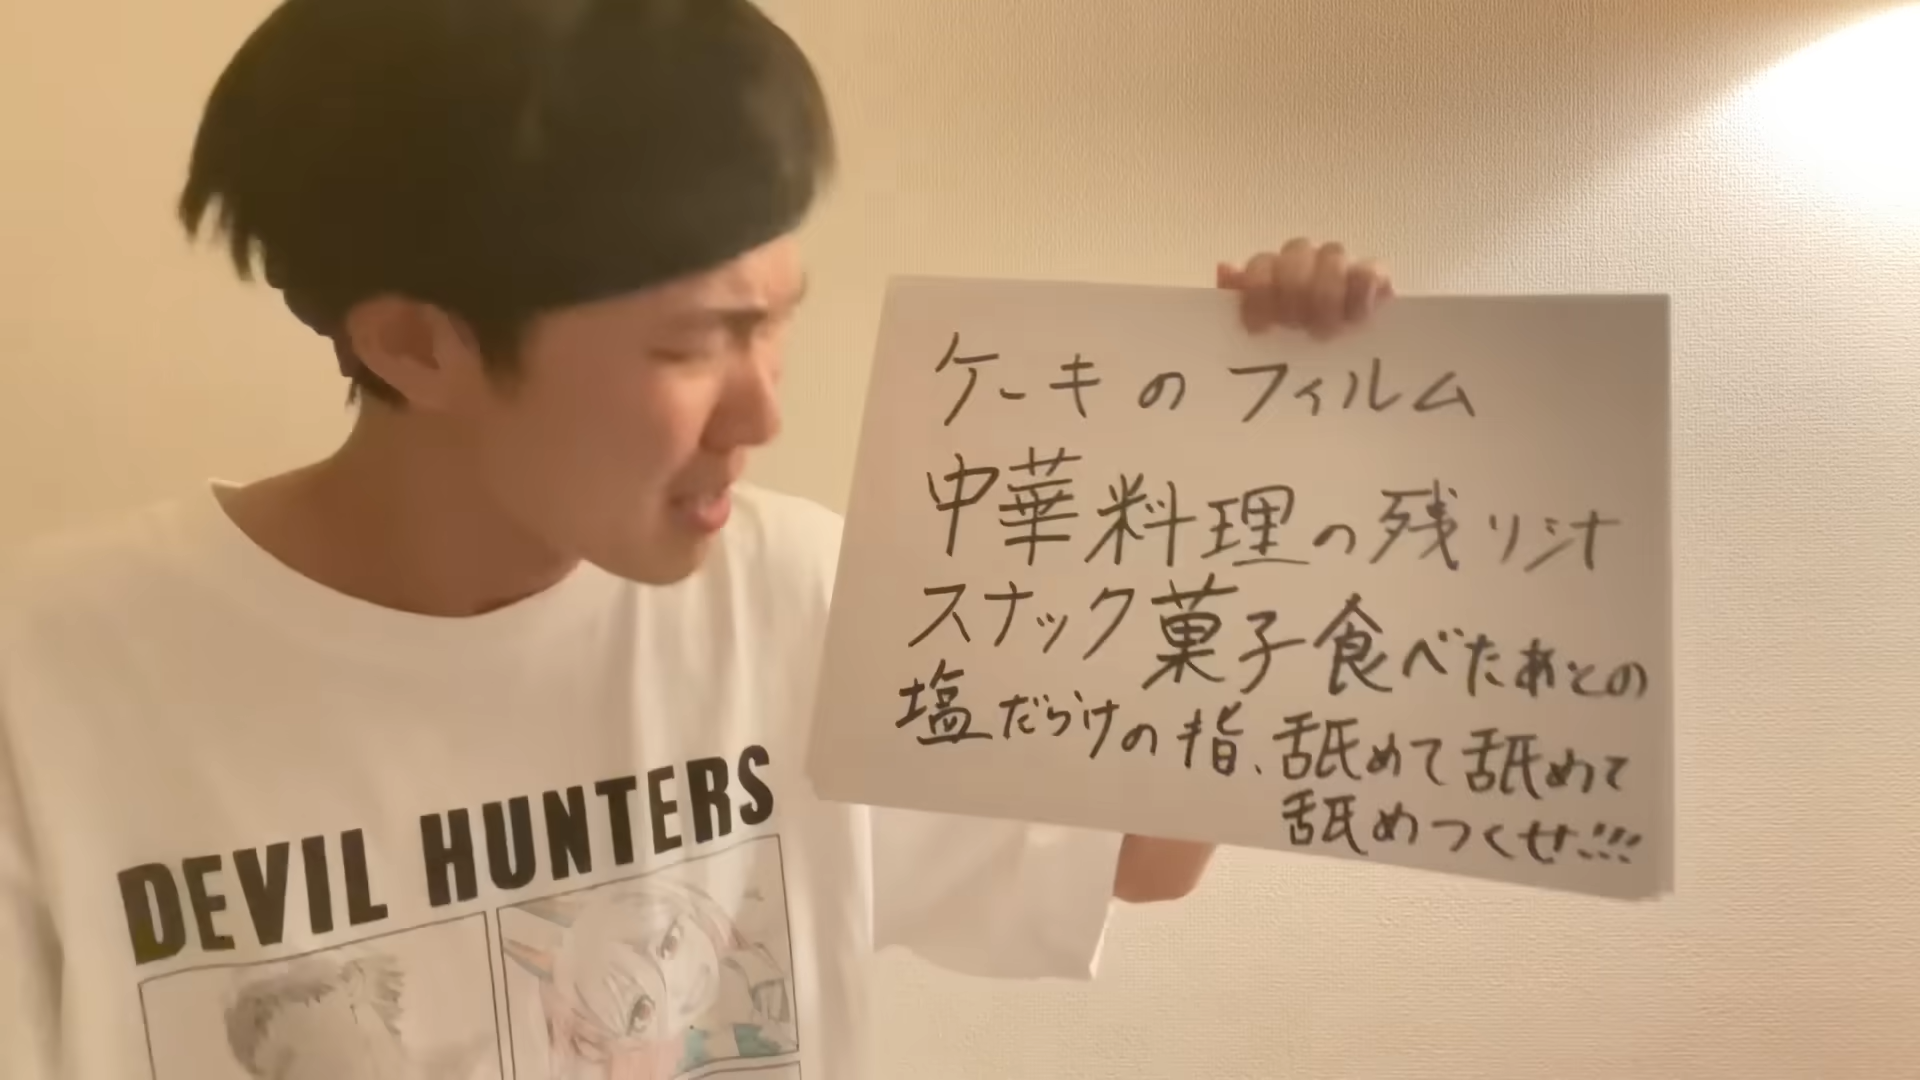 ケーキのフィルム
中華料理の残り汁
スナック菓子食べたあとの
塩だらけの指、舐めて舐めて
舐めつくせ!!!
DEVIL HUNTERS